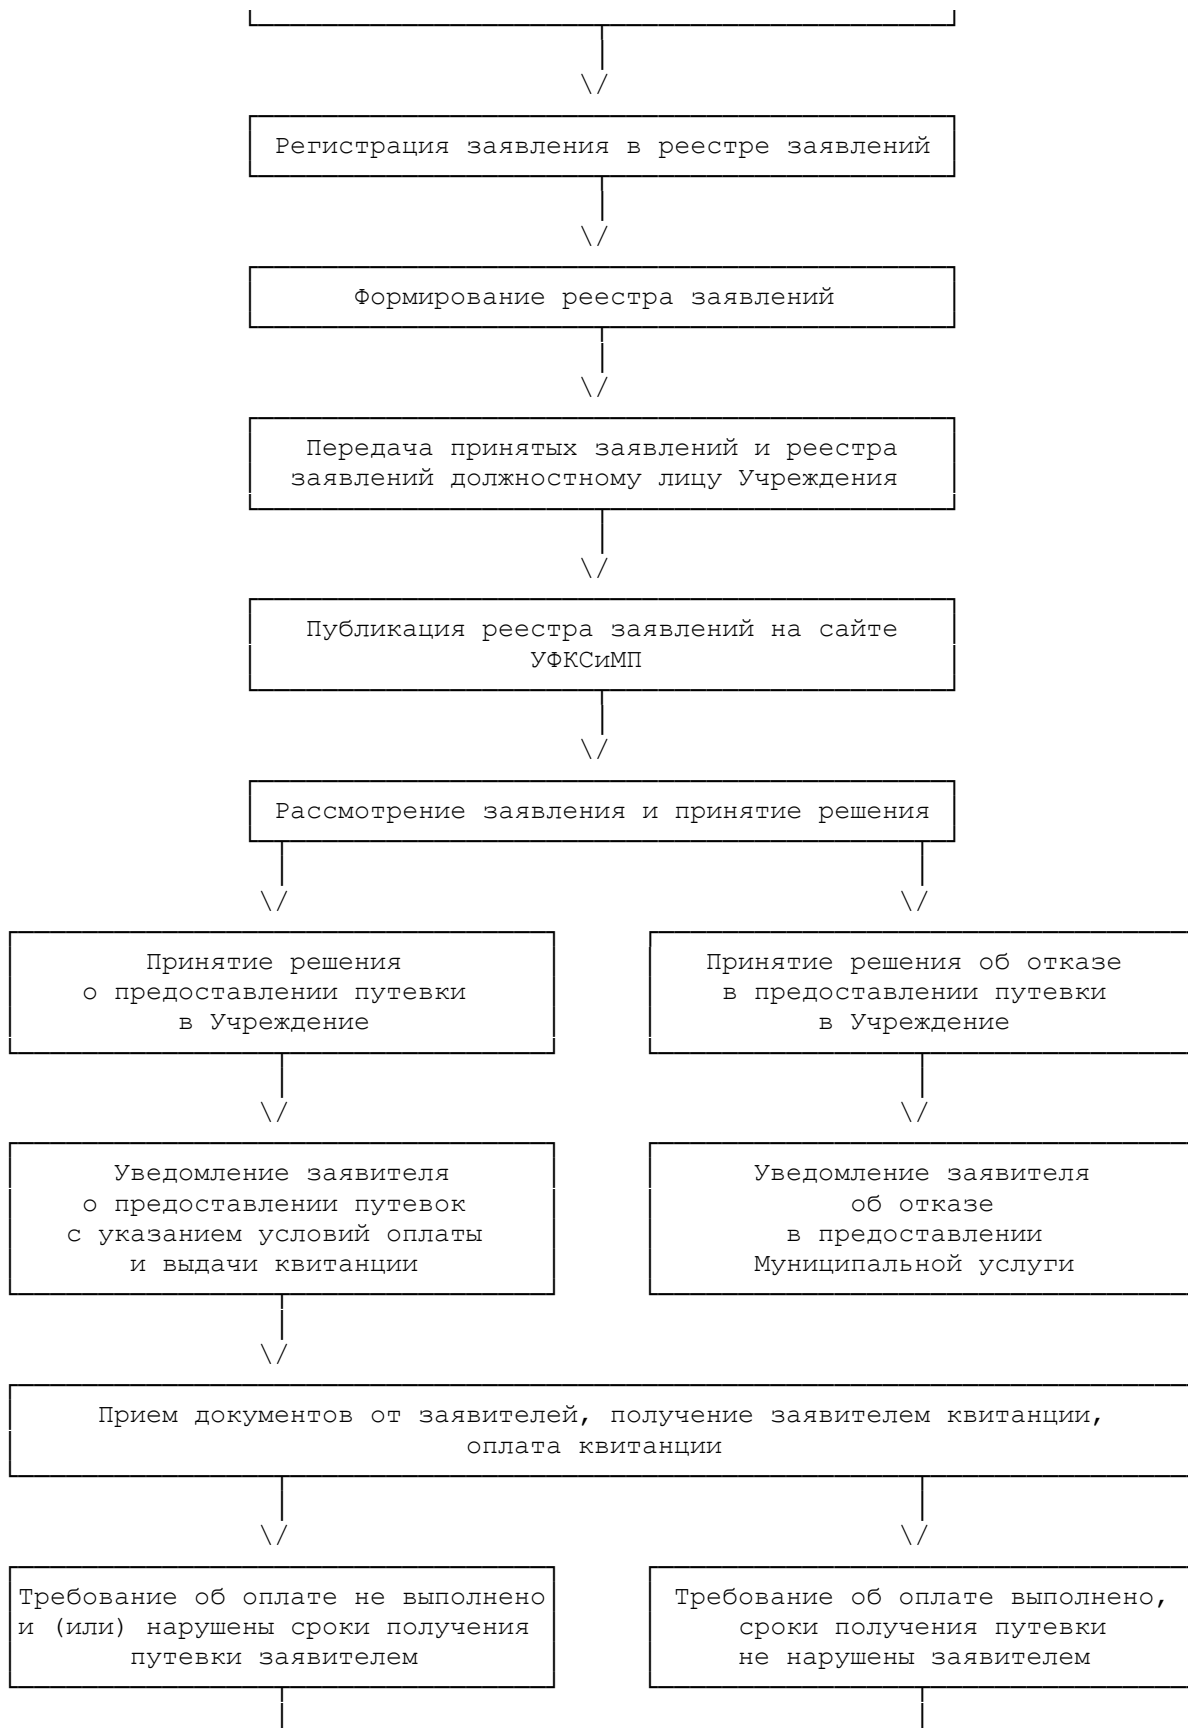 Регистрация заявления в реестре заявлений
Формирование реестра заявлений
Передача принятых заявлений и реестра
заявлений должностному лицу Учреждения
Публикация реестра заявлений на сайте
УФКСиМП
Рассмотрение заявления и принятие решения
Принятие решения
о предоставлении путевки
в Учреждение
Принятие решения об отказе
в предоставлении путевки
в Учреждение
Уведомление заявителя
о предоставлении путевок
с указанием условий оплаты
и выдачи квитанции
Уведомление заявителя
об отказе
в предоставлении
Муниципальной услуги
Прием документов от заявителей, получение заявителем квитанции,
оплата квитанции
Требование об оплате не выполнено
и (или) нарушены сроки получения
путевки заявителем
Требование об оплате выполнено,
сроки получения путевки
не нарушены заявителем